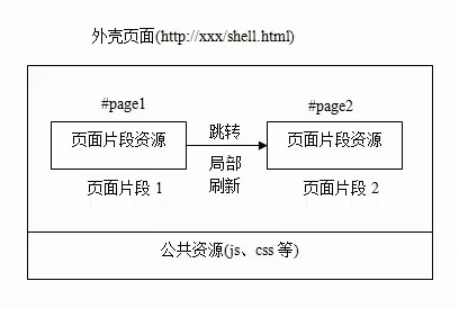 外壳页面(http://xxx/shell.html)
#page1
#page2
页面片段资源
跳转
页面片段资源
局部
刷新
页面片段 1
页面片段 2
公共资源(js、css 等)